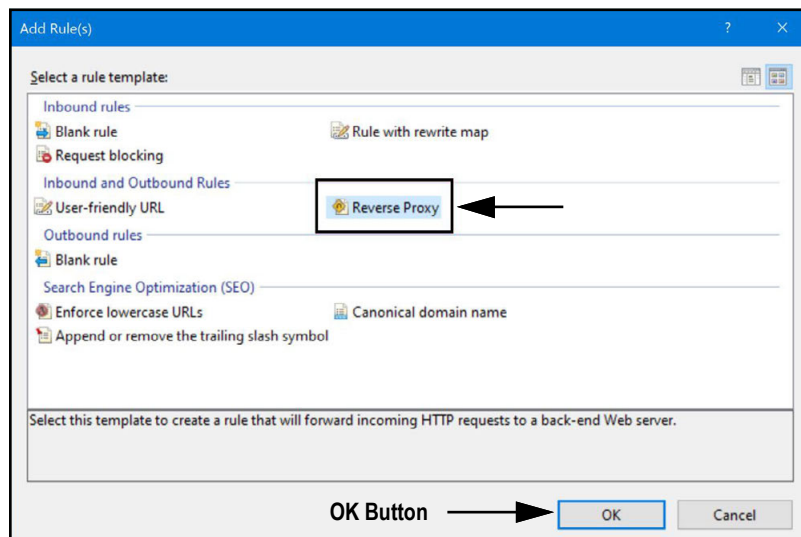 Add Rule(s)
Select a rule template:
Inbound rules
Blank rule
Rule with rewrite map
Request blocking
Inbound and Outbound Rules
User-friendly URL
Reverse Proxy
Outbound rules
Blank rule
Search Engine Optimization (SEO)
Enforce lowercase URLs
Canonical domain name
Append or remove the trailing slash symbol
Select this template to create a rule that will forward incoming HTTP requests to a back-end Web server.
OK Button
OK
Cancel